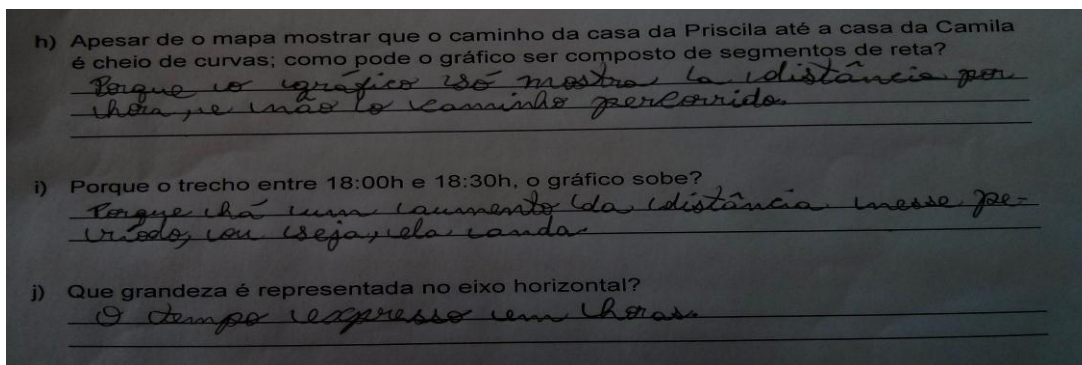 h) Apesar de o mapa mostrar que o caminho da casa da Priscila até a casa da Camila
é cheio de curvas; como pode o gráfico ser composto de segmentos de reta?
Porque o gráfico só mostra a distância por
hora, e não o caminho percorrido.
i) Porque o trecho entre 18:00h e 18:30h, o gráfico sobe?
Porque há um aumento da distância nesse pe-
ríodo, ou seja, ela anda.
j) Que grandeza é representada no eixo horizontal?
O tempo expresso em horas.